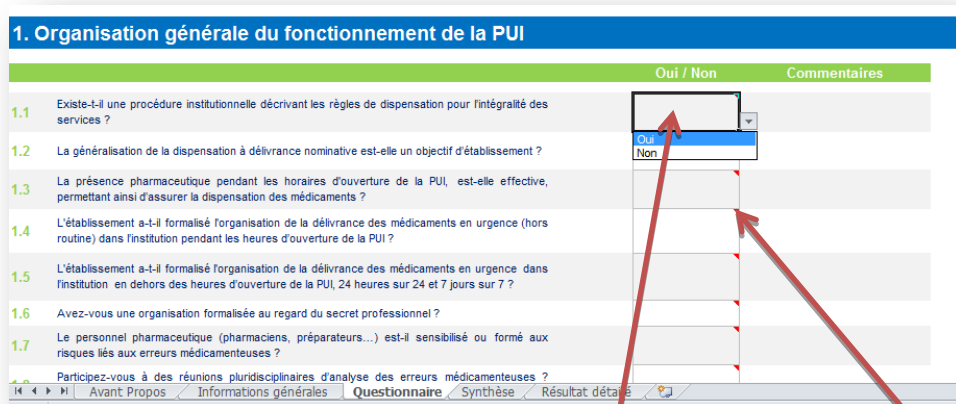 1. Organisation générale du fonctionnement de la PUI
Oui / Non Commentaires
1.1 Existe-t-il une procédure institutionnelle décrivant les règles de dispensation pour l'intégralité des
services ?
Oui
Non
1.2 La généralisation de la dispensation à délivrance nominative est-elle un objectif d'établissement ?
1.3 La présence pharmaceutique pendant les horaires d'ouverture de la PUI, est-elle effective,
permettant ainsi d'assurer la dispensation des médicaments ?
1.4 L'établissement a-t-il formalisé l'organisation de la délivrance des médicaments en urgence (hors
routine) dans l'institution pendant les heures d'ouverture de la PUI ?
1.5 L'établissement a-t-il formalisé l'organisation de la délivrance des médicaments en urgence dans
l'institution en dehors des heures d'ouverture de la PUI, 24 heures sur 24 et 7 jours sur 7 ?
1.6 Avez-vous une organisation formalisée au regard du secret professionnel ?
1.7 Le personnel pharmaceutique (pharmaciens, préparateurs…) est-il sensibilisé ou formé aux
risques liés aux erreurs médicamenteuses ?
Participez-vous à des réunions pluridisciplinaires d'analyse des erreurs médicamenteuses ?
Avant Propos Informations générales Questionnaire Synthèse Résultat détaillé